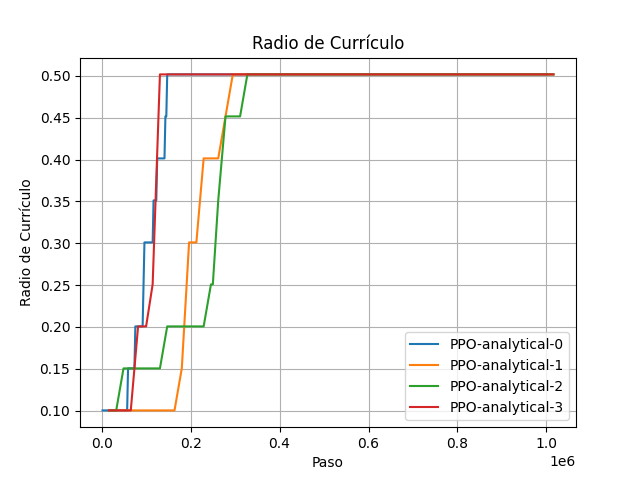 Radio de Currículo
Radio de Currículo
0.50
0.45
0.40
0.35
0.30
0.25
0.20
0.15
0.10
0.0 0.2 0.4 0.6 0.8 1.0
1e6
Paso
PPO-analytical-0
PPO-analytical-1
PPO-analytical-2
PPO-analytical-3